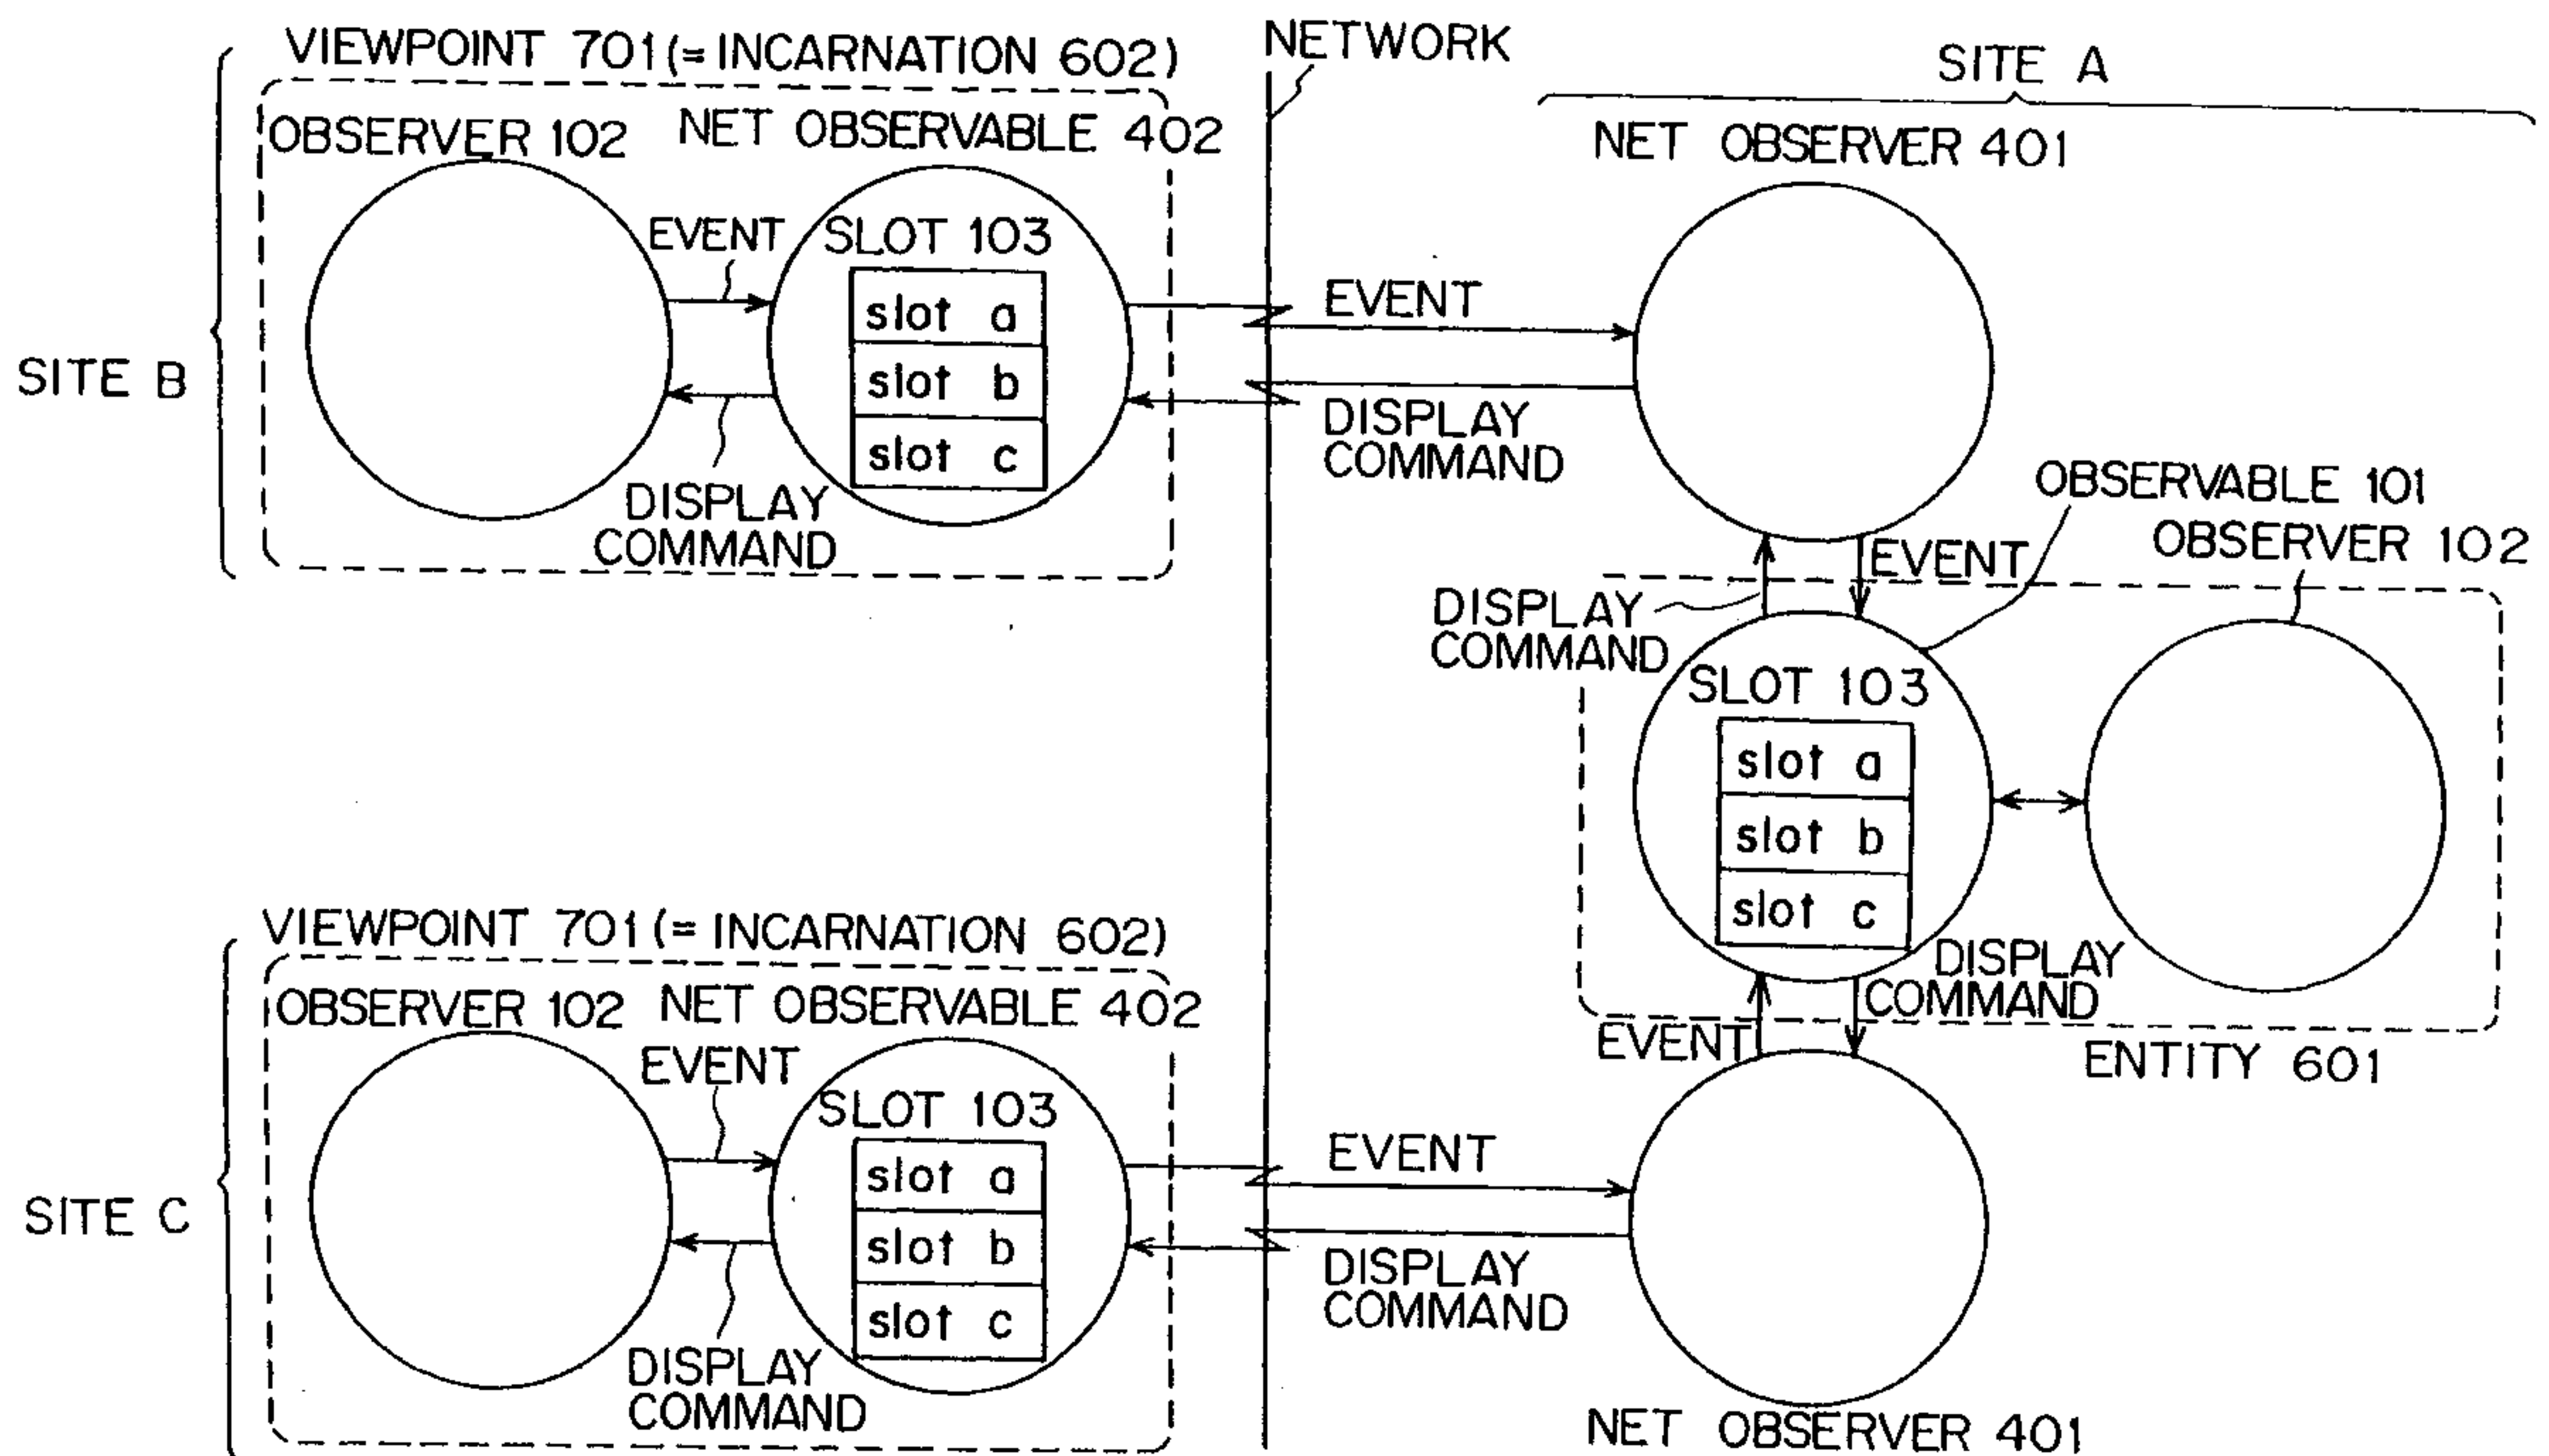 VIEWPOINT 701 (= INCARNATION 602)
OBSERVER 102
NET OBSERVABLE 402
EVENT
SLOT 103
slot a
slot b
slot c
DISPLAY
COMMAND
SITE B
NETWORK
EVENT
DISPLAY
COMMAND
SITE A
NET OBSERVER 401
OBSERVABLE 101
OBSERVER 102
EVENT
DISPLAY
COMMAND
SLOT 103
slot a
slot b
slot c
DISPLAY
COMMAND
EVENT
ENTITY 601
VIEWPOINT 701 (= INCARNATION 602)
OBSERVER 102
NET OBSERVABLE 402
EVENT
SLOT 103
slot a
slot b
slot c
DISPLAY
COMMAND
SITE C
EVENT
DISPLAY
COMMAND
NET OBSERVER 401